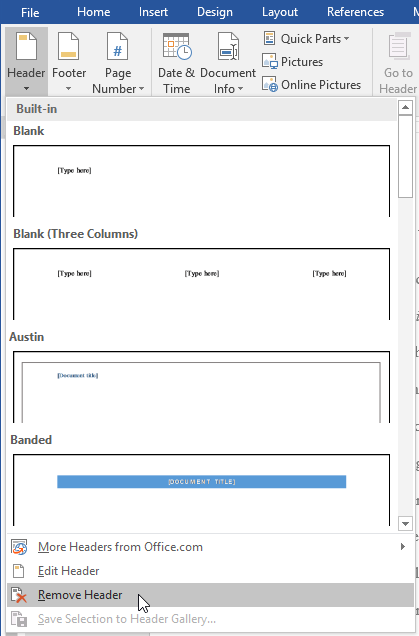 File Home Insert Design Layout References
Header Footer Page Number Date & Time Document Info Quick Parts Pictures Online Pictures Go to Header
Built-in
Blank
[Type here]
Blank (Three Columns)
[Type here] [Type here] [Type here]
Austin
[Document title]
Banded
[DOCUMENT TITLE]
More Headers from Office.com
Edit Header
Remove Header
Save Selection to Header Gallery...